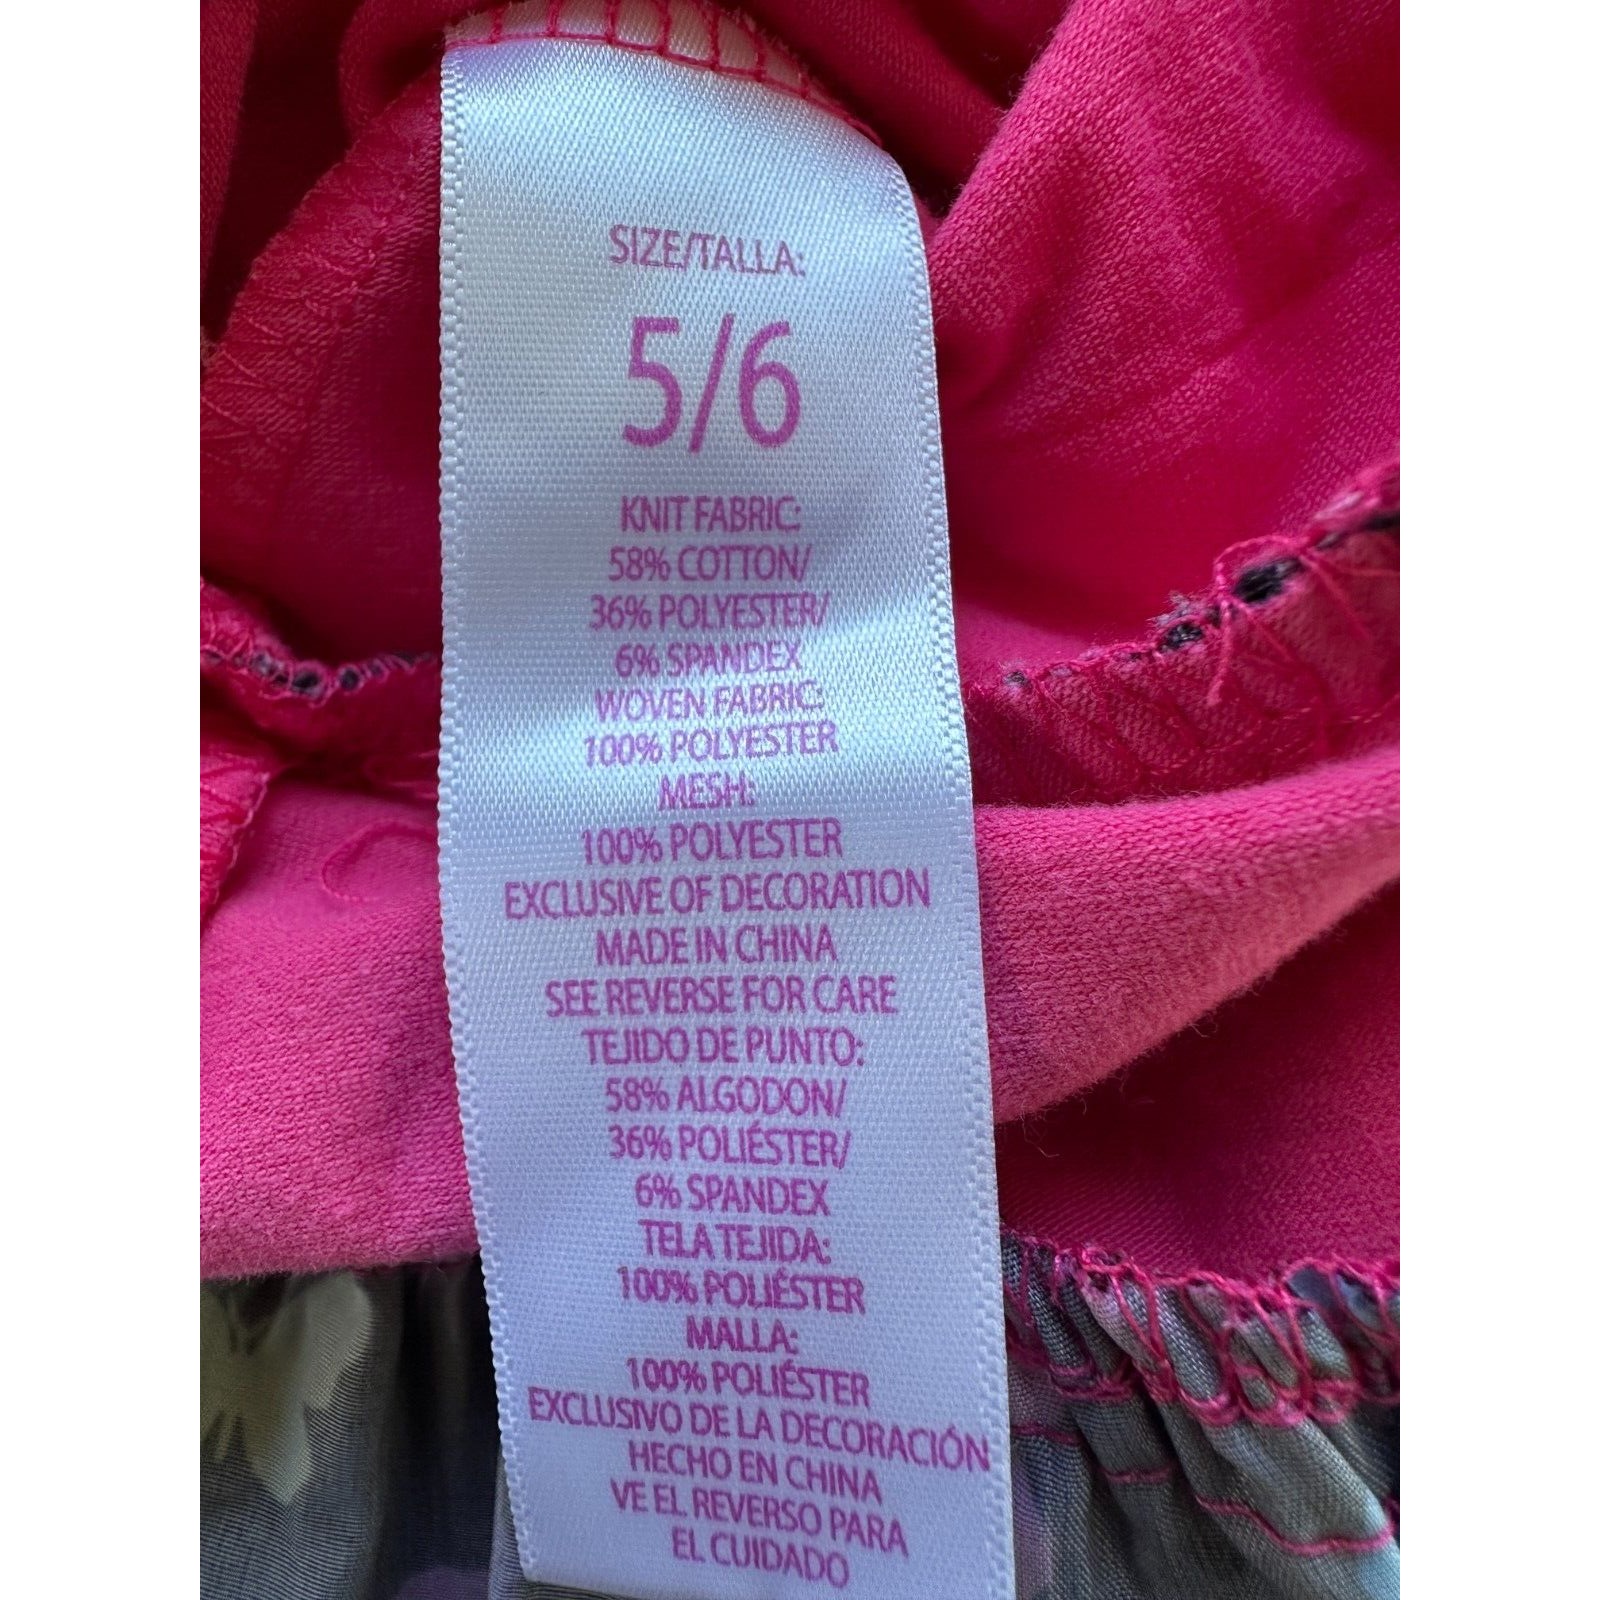 SIZE/TALLA:
5/6
KNIT FABRIC:
58% COTTON/
36% POLYESTER/
6% SPANDEX
WOVEN FABRIC:
100% POLYESTER
MESH:
100% POLYESTER
EXCLUSIVE OF DECORATION
MADE IN CHINA
SEE REVERSE FOR CARE
TEJIDO DE PUNTO:
58% ALGODON/
36% POLIÉSTER/
6% SPANDEX
TELA TEJIDA:
100% POLIÉSTER
MALLA:
100% POLIÉSTER
EXCLUSIVO DE LA DECORACIÓN
HECHO EN CHINA
VE EL REVERSO PARA
EL CUIDADO